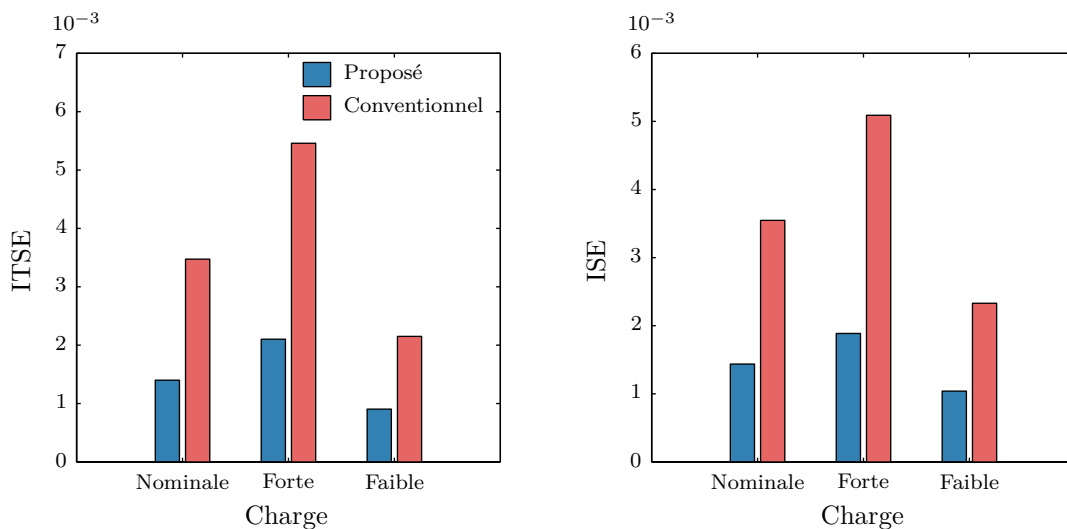 10⁻³
7
6
5
4
3
2
1
0
ITSE
Proposé
Conventionnel
Nominale Forte Faible
Charge
10⁻³
6
5
4
3
2
1
0
ISE
Nominale Forte Faible
Charge